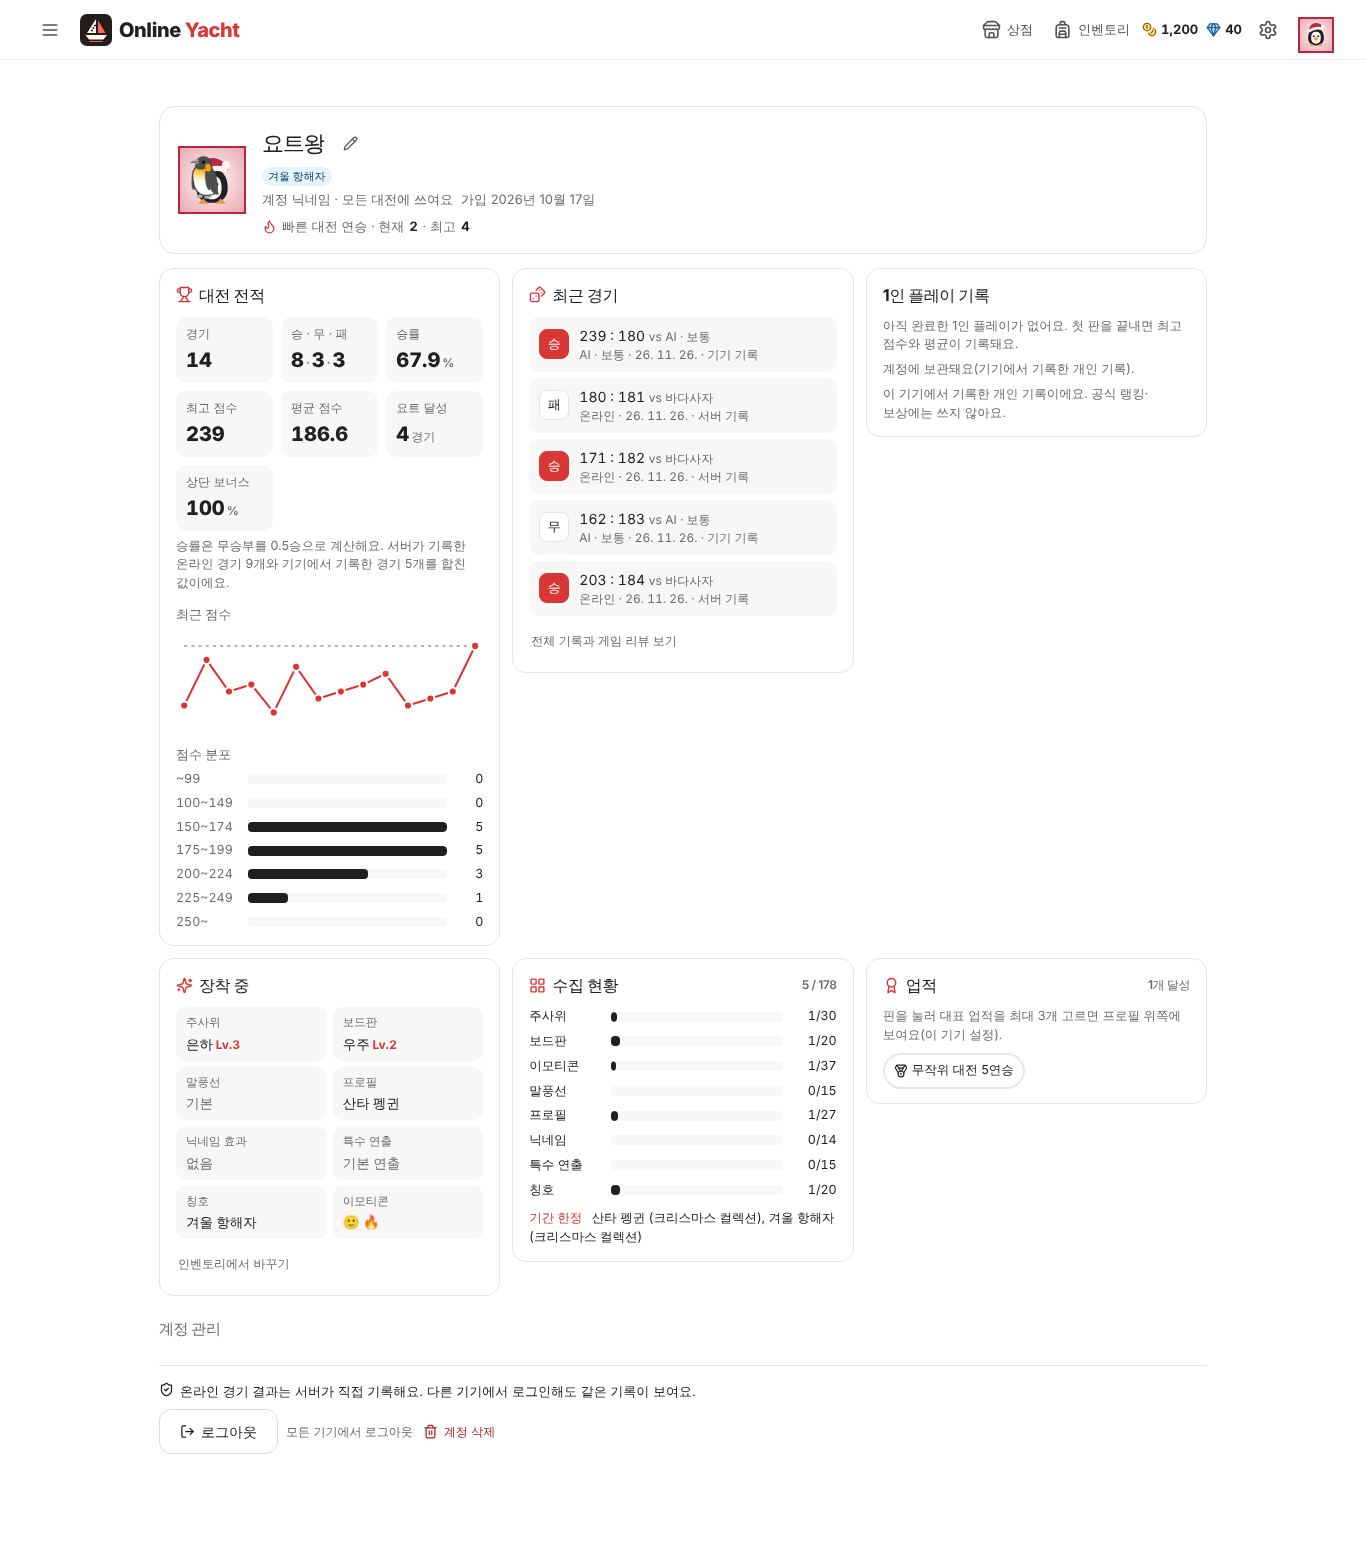 Online Yacht
상점
인벤토리
1,200
40
요트왕
겨울 항해자
계정 닉네임 · 모든 대전에 쓰여요 가입 2026년 10월 17일
빠른 대전 연승 · 현재 2 · 최고 4
대전 전적
경기
14
승 · 무 · 패
8 · 3 · 3
승률
67.9 %
최고 점수
239
평균 점수
186.6
요트 달성
4 경기
상단 보너스
100 %
승률은 무승부를 0.5승으로 계산해요. 서버가 기록한
온라인 경기 9개와 기기에서 기록한 경기 5개를 합친
값이에요.
최근 점수
점수 분포
~99 0
100~149 0
150~174 5
175~199 5
200~224 3
225~249 1
250~ 0
최근 경기
승
239 : 180 vs AI · 보통
AI · 보통 · 26. 11. 26. · 기기 기록
패
180 : 181 vs 바다사자
온라인 · 26. 11. 26. · 서버 기록
승
171 : 182 vs 바다사자
온라인 · 26. 11. 26. · 서버 기록
무
162 : 183 vs AI · 보통
AI · 보통 · 26. 11. 26. · 기기 기록
승
203 : 184 vs 바다사자
온라인 · 26. 11. 26. · 서버 기록
전체 기록과 게임 리뷰 보기
1인 플레이 기록
아직 완료한 1인 플레이가 없어요. 첫 판을 끝내면 최고
점수와 평균이 기록돼요.
계정에 보관돼요(기기에서 기록한 개인 기록).
이 기기에서 기록한 개인 기록이에요. 공식 랭킹·
보상에는 쓰지 않아요.
장착 중
주사위
은하 Lv.3
보드판
우주 Lv.2
말풍선
기본
프로필
산타 펭귄
닉네임 효과
없음
특수 연출
기본 연출
칭호
겨울 항해자
이모티콘
인벤토리에서 바꾸기
수집 현황
5 / 178
주사위 1/30
보드판 1/20
이모티콘 1/37
말풍선 0/15
프로필 1/27
닉네임 0/14
특수 연출 0/15
칭호 1/20
기간 한정 산타 펭귄 (크리스마스 컬렉션), 겨울 항해자
(크리스마스 컬렉션)
업적
1개 달성
핀을 눌러 대표 업적을 최대 3개 고르면 프로필 위쪽에
보여요(이 기기 설정).
무작위 대전 5연승
계정 관리
온라인 경기 결과는 서버가 직접 기록해요. 다른 기기에서 로그인해도 같은 기록이 보여요.
로그아웃
모든 기기에서 로그아웃
계정 삭제